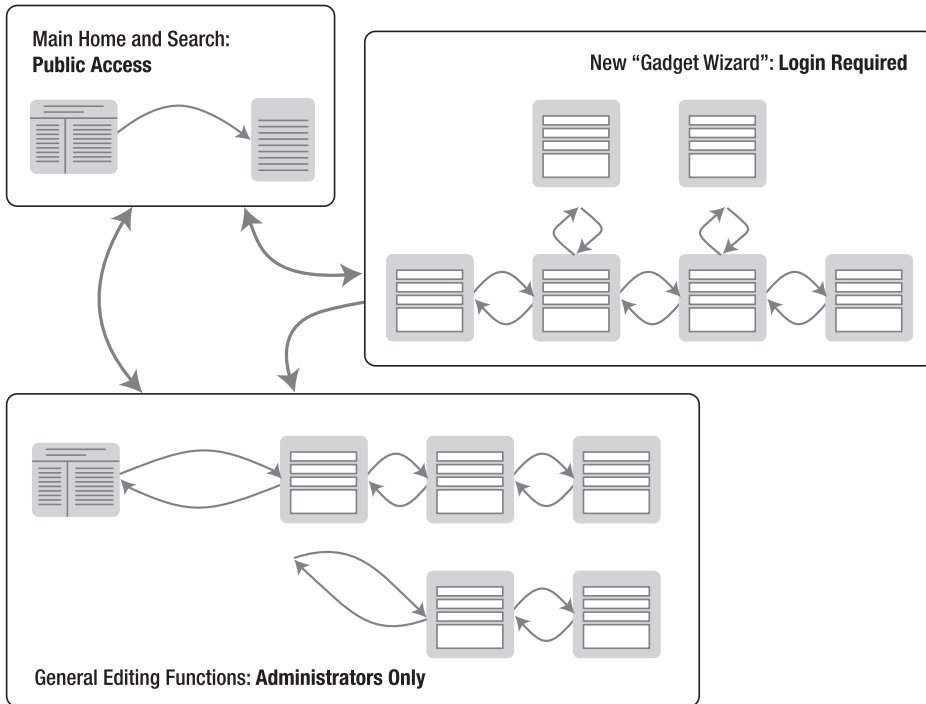 Main Home and Search:
Public Access
New “Gadget Wizard”: Login Required
General Editing Functions: Administrators Only